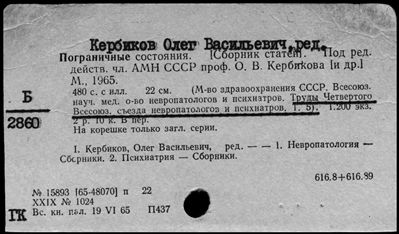 Кербиков Олег Васильевич, ред.
Пограничные состояния. [Сборник статей]. Под ред.
действ. чл. АМН СССР проф. О. В. Кербикова [и др.]
М., 1965.
480 с. с илл. 22 см. (М-во здравоохранения СССР. Всесоюз.
науч. мед. о-во невропатологов и психиатров. Труды Четвертого
Всесоюз. съезда невропатологов и психиатров. Т. 5). 1.200 экз.
2 р. 10 к. В пер.
На корешке только загл. серии.
Б
2860
1. Кербиков, Олег Васильевич, ред. — — 1. Невропатология —
Сборники. 2. Психиатрия — Сборники.
616.8+616.89
№ 15893 [65-48070] п 22
XXIX № 1024
ГК Вс. кн. пал. 19 VI 65 П437